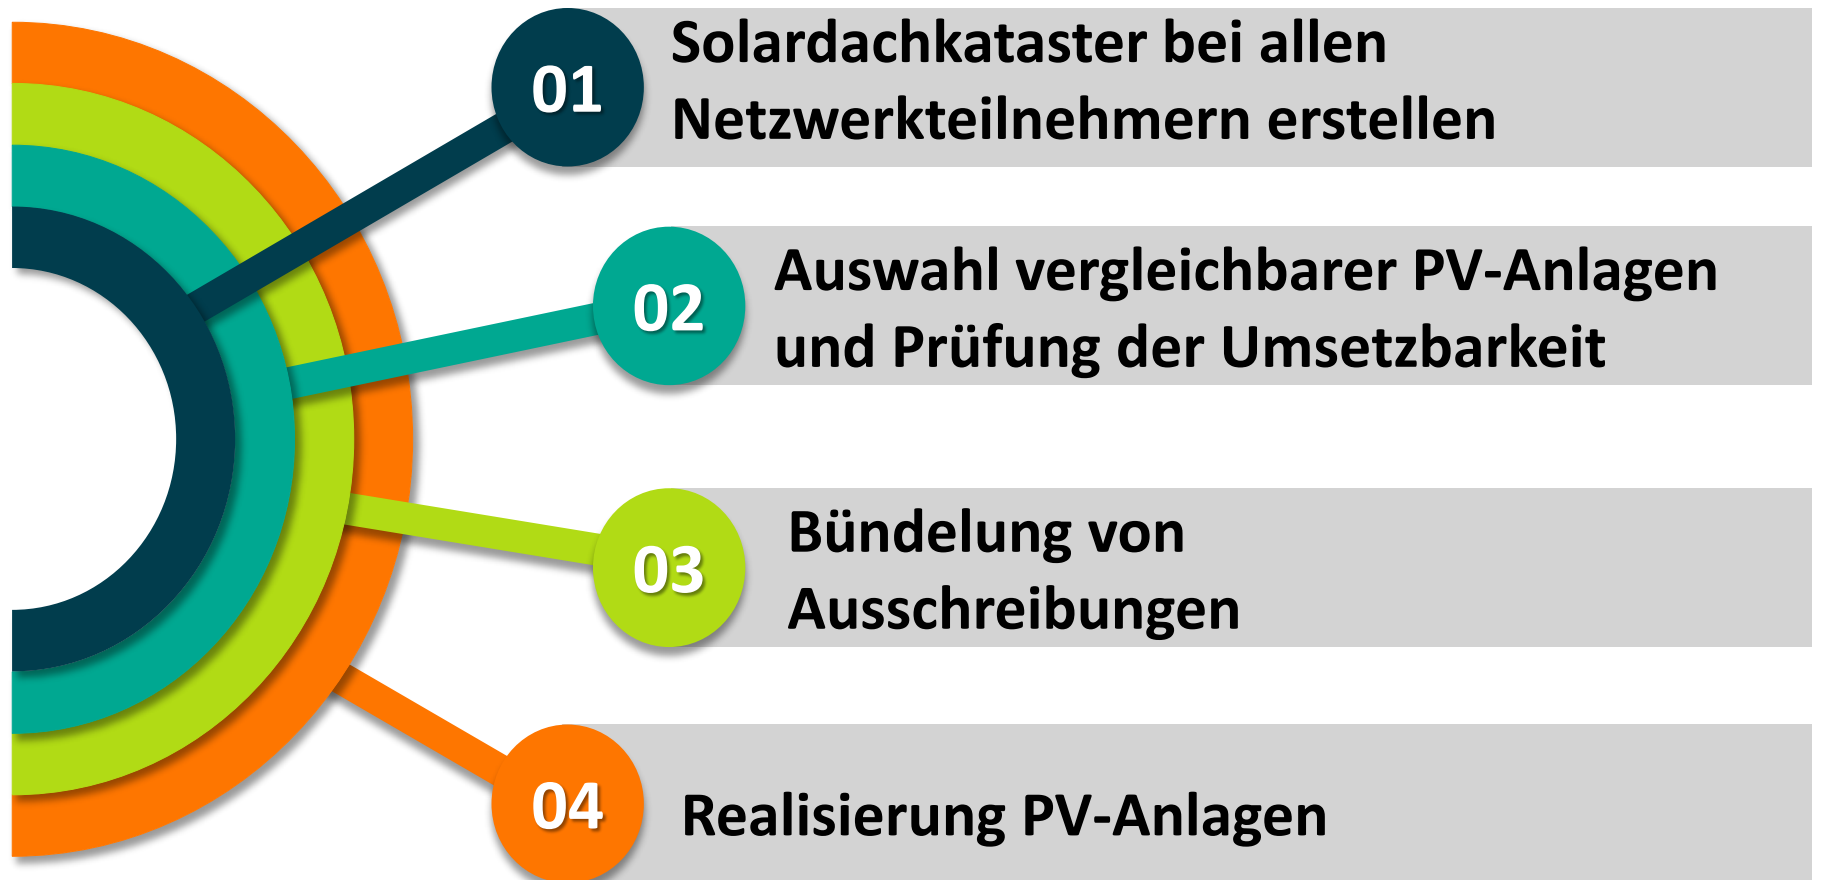 01
Solardachkataster bei allen
Netzwerkteilnehmern erstellen
02
Auswahl vergleichbarer PV-Anlagen
und Prüfung der Umsetzbarkeit
03
Bündelung von
Ausschreibungen
04
Realisierung PV-Anlagen